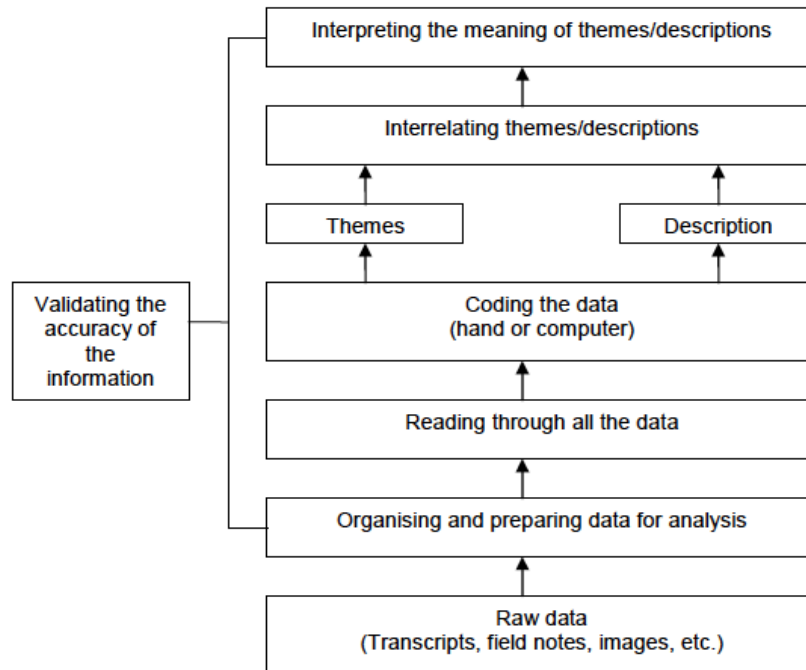 Interpreting the meaning of themes/descriptions
Interrelating themes/descriptions
Themes
Description
Validating the
accuracy of
the
information
Coding the data
(hand or computer)
Reading through all the data
Organising and preparing data for analysis
Raw data
(Transcripts, field notes, images, etc.)